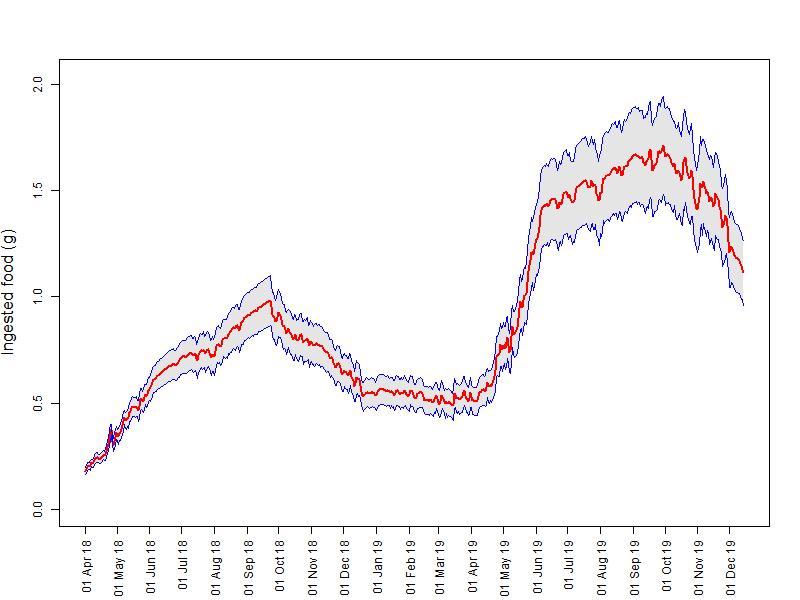 Ingested food (g)
2.0
1.5
1.0
0.5
0.0
01 Apr 18
01 May 18
01 Jun 18
01 Jul 18
01 Aug 18
01 Sep 18
01 Oct 18
01 Nov 18
01 Dec 18
01 Jan 19
01 Feb 19
01 Mar 19
01 Apr 19
01 May 19
01 Jun 19
01 Jul 19
01 Aug 19
01 Sep 19
01 Oct 19
01 Nov 19
01 Dec 19